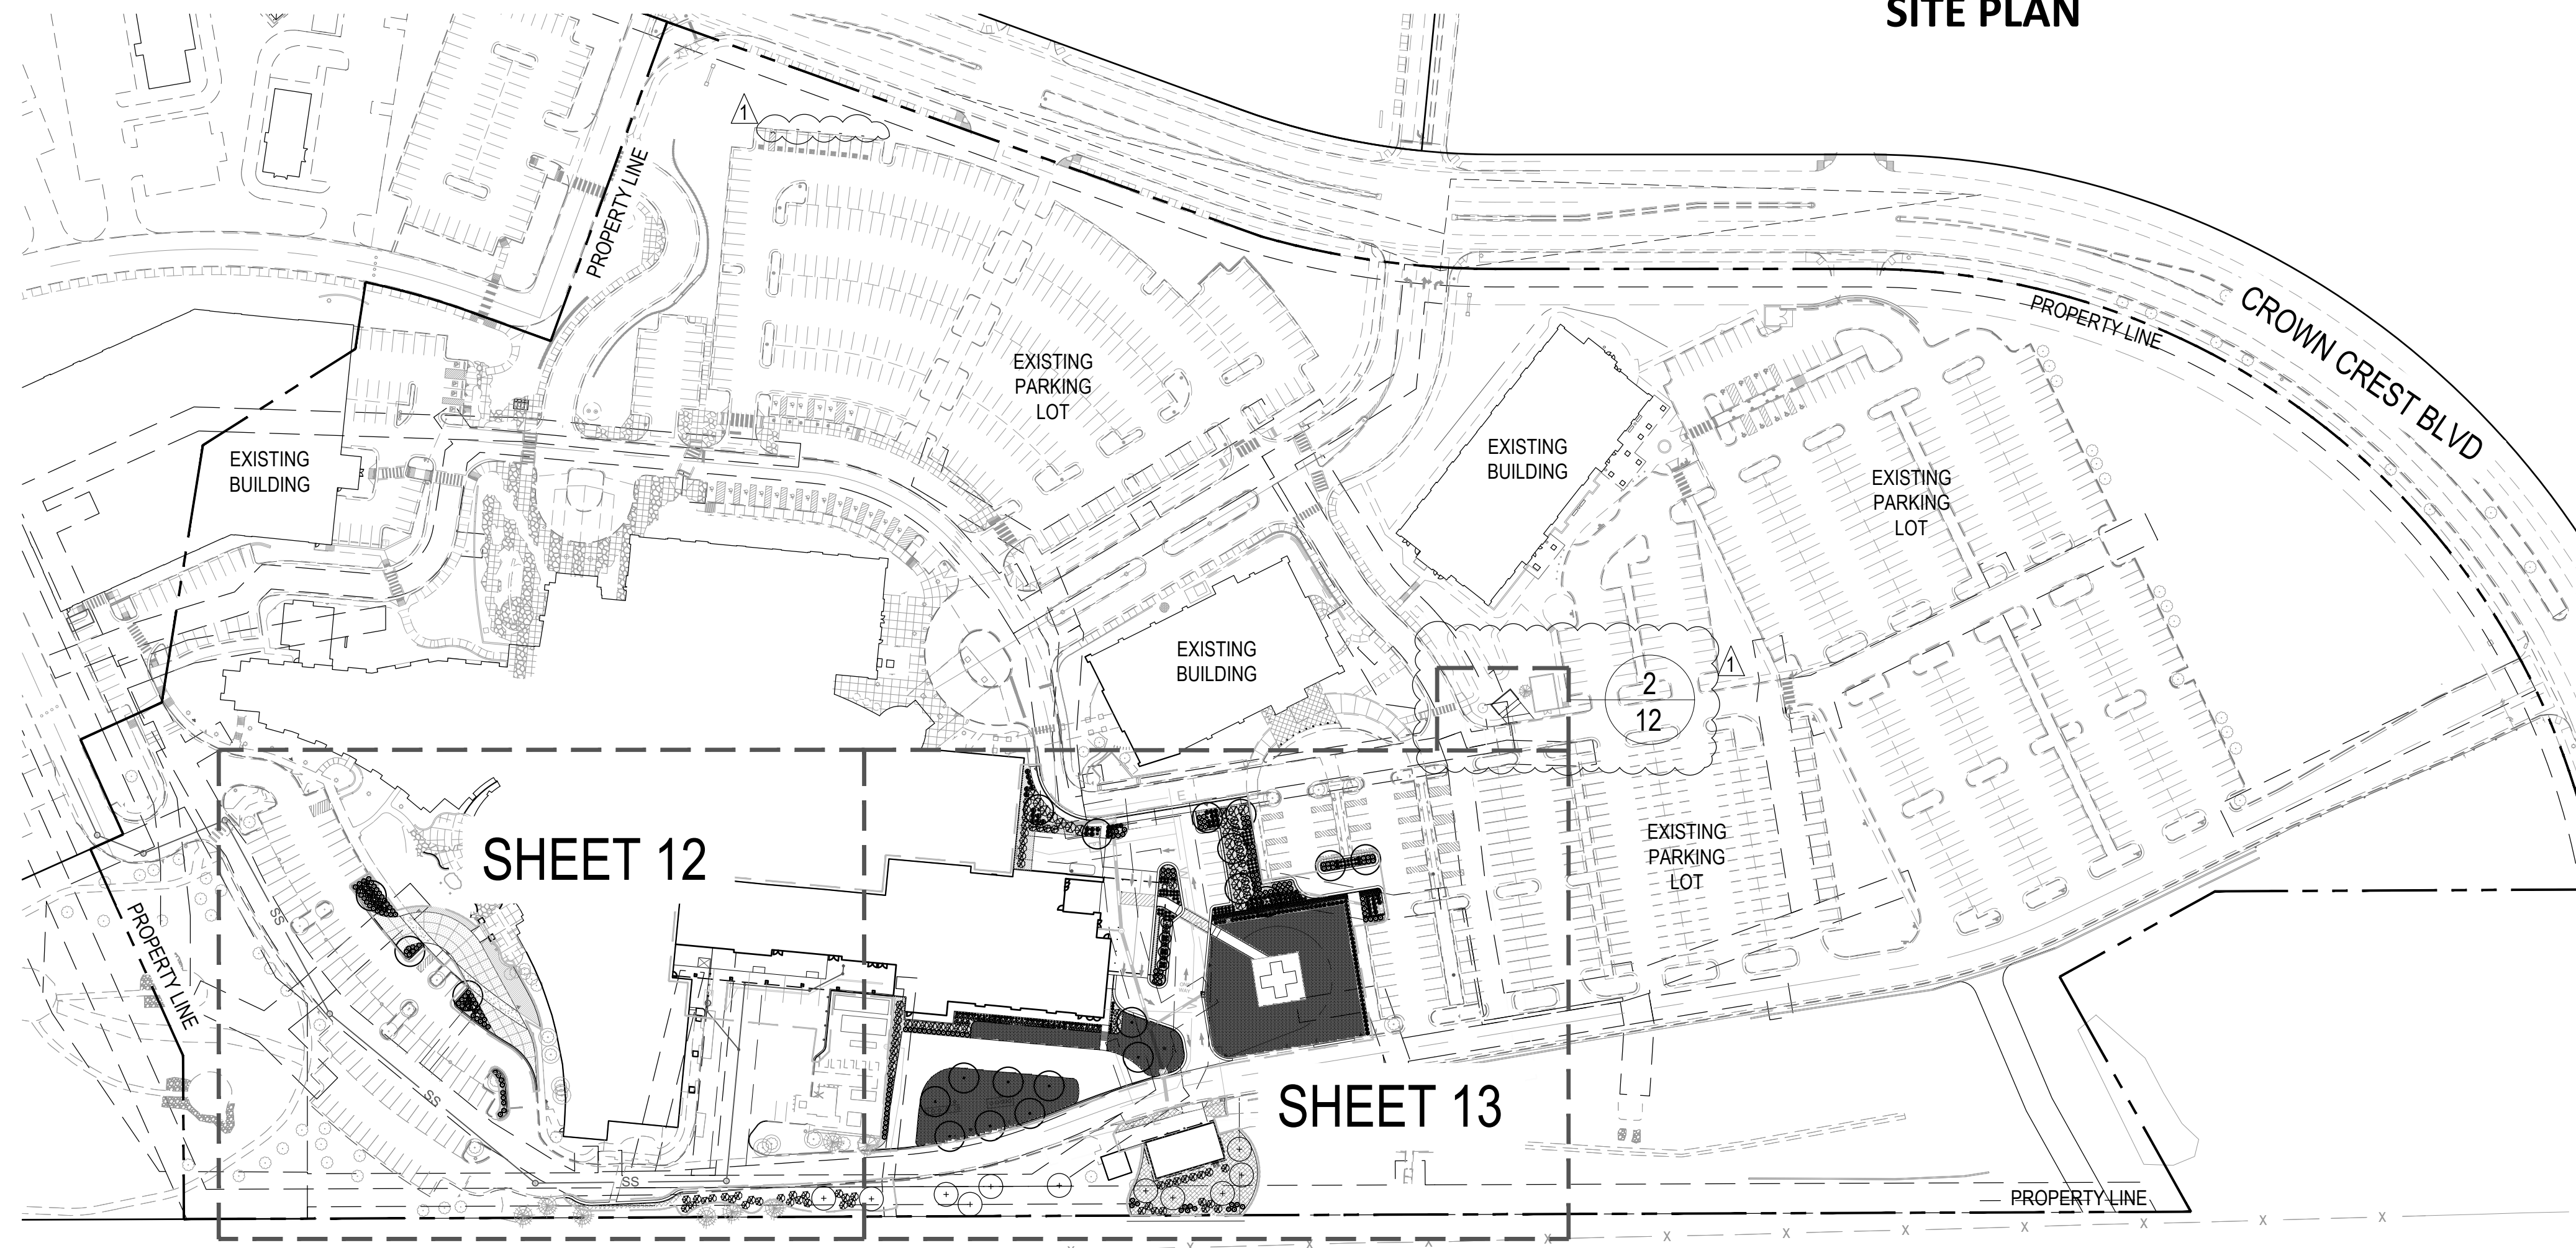 SITE PLAN
1
PROPERTY LINE
CROWN CREST BLVD
PROPERTY LINE
EXISTING
PARKING
LOT
EXISTING
BUILDING
EXISTING
BUILDING
EXISTING
PARKING
LOT
EXISTING
BUILDING
1
2
12
E
SHEET 12
EXISTING
PARKING
LOT
PROPERTY LINE
SS
SS
SHEET 13
SS
PROPERTY LINE
X
X
X
X
X
X
X
X